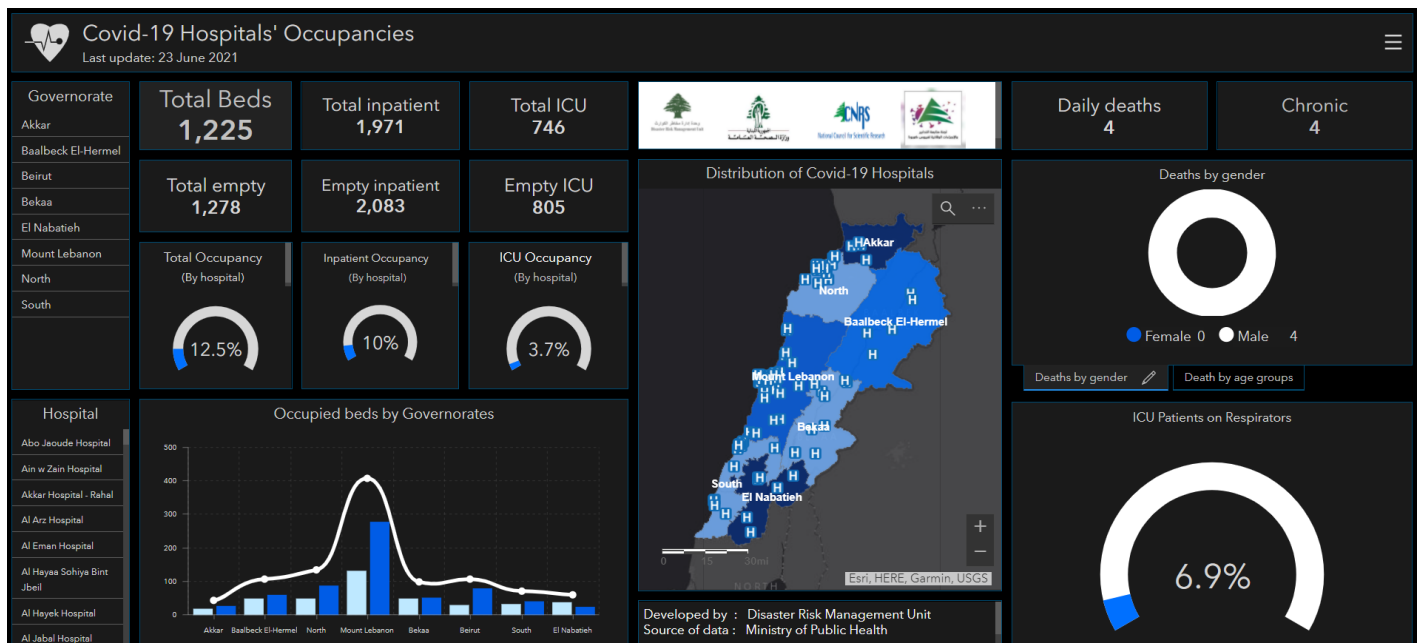 Covid-19 Hospitals' Occupancies
Last update: 23 June 2021
Governorate
Akkar
Baalbeck El-Hermel
Beirut
Bekaa
El Nabatieh
Mount Lebanon
North
South
Total Beds
1,225
Total inpatient
1,971
Total ICU
746
Total empty
1,278
Empty inpatient
2,083
Empty ICU
805
Total Occupancy
(By hospital)
12.5%
Inpatient Occupancy
(By hospital)
10%
ICU Occupancy
(By hospital)
3.7%
Hospital
Abo Jaoude Hospital
Ain w Zain Hospital
Akkar Hospital - Rahal
Al Arz Hospital
Al Eman Hospital
Al Hayaa Sohiya Bint
Jbeil
Al Hayek Hospital
Al Jabal Hospital
Occupied beds by Governorates
500
400
300
200
100
0
Akkar Baalbeck El-Hermel North Mount Lebanon Bekaa Beirut South El Nabatieh
Disaster Risk Management Unit
CNRS
National Council for Scientific Research
Distribution of Covid-19 Hospitals
Akkar
North
Baalbeck El-Hermel
Mount Lebanon
Bekaa
South
El Nabatieh
0 15 30mi
NORTH
Esri, HERE, Garmin, USGS
Developed by : Disaster Risk Management Unit
Source of data : Ministry of Public Health
Daily deaths
4
Chronic
4
Deaths by gender
Female 0 Male 4
Deaths by gender
Death by age groups
ICU Patients on Respirators
6.9%